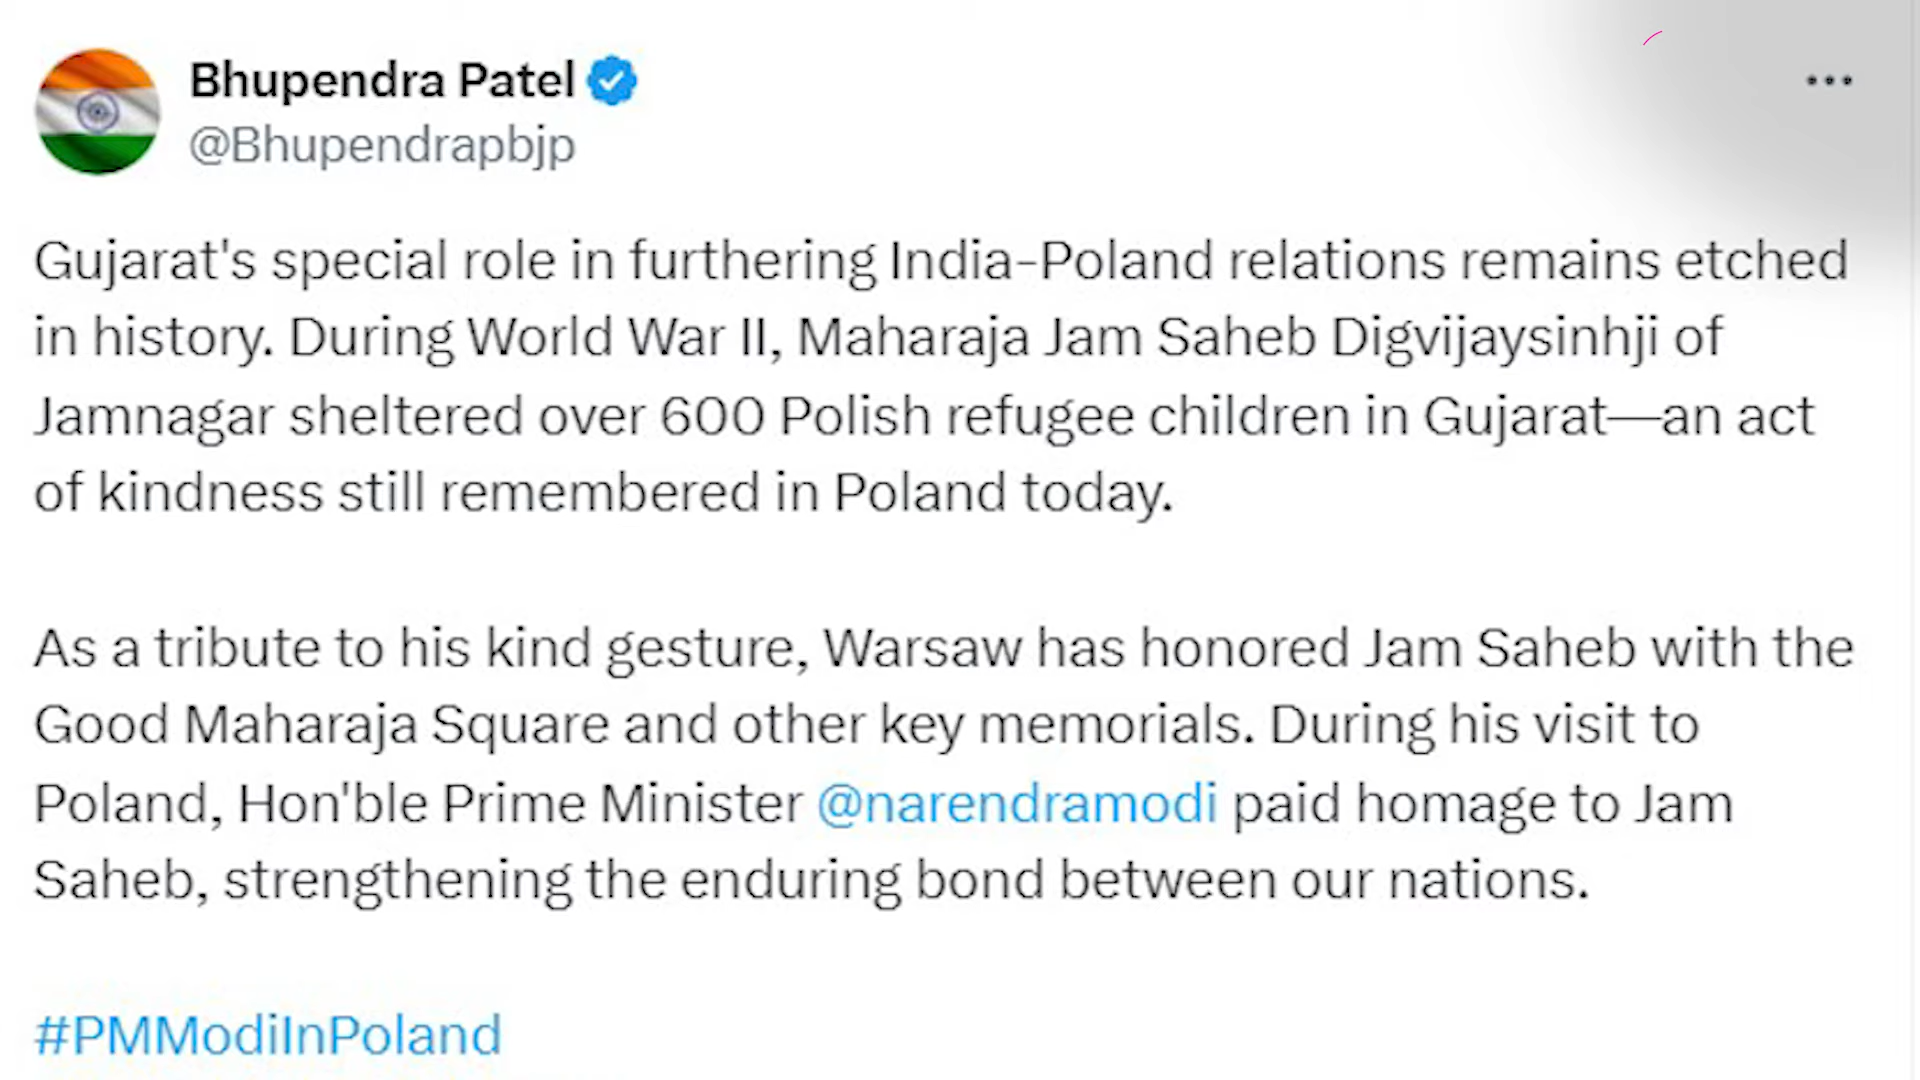 Bhupendra Patel
@Bhupendrapbjp
Gujarat's special role in furthering India-Poland relations remains etched
in history. During World War II, Maharaja Jam Saheb Digvijaysinhji of
Jamnagar sheltered over 600 Polish refugee children in Gujarat—an act
of kindness still remembered in Poland today.
As a tribute to his kind gesture, Warsaw has honored Jam Saheb with the
Good Maharaja Square and other key memorials. During his visit to
Poland, Hon'ble Prime Minister @narendramodi paid homage to Jam
Saheb, strengthening the enduring bond between our nations.
#PMModiInPoland